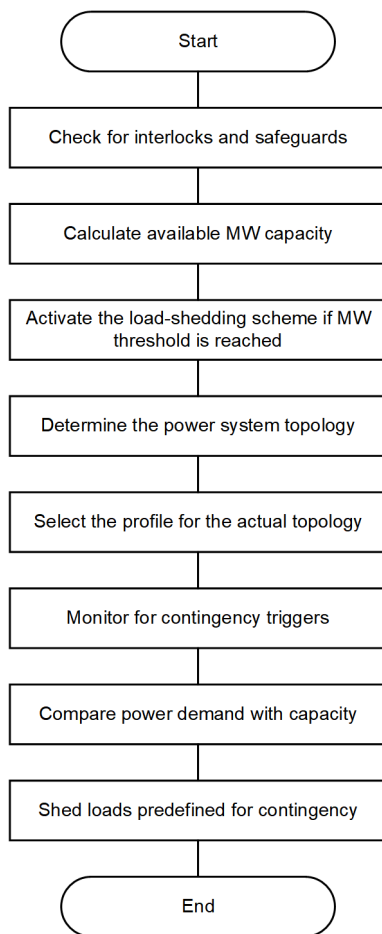 Start
Check for interlocks and safeguards
Calculate available MW capacity
Activate the load-shedding scheme if MW
threshold is reached
Determine the power system topology
Select the profile for the actual topology
Monitor for contingency triggers
Compare power demand with capacity
Shed loads predefined for contingency
End